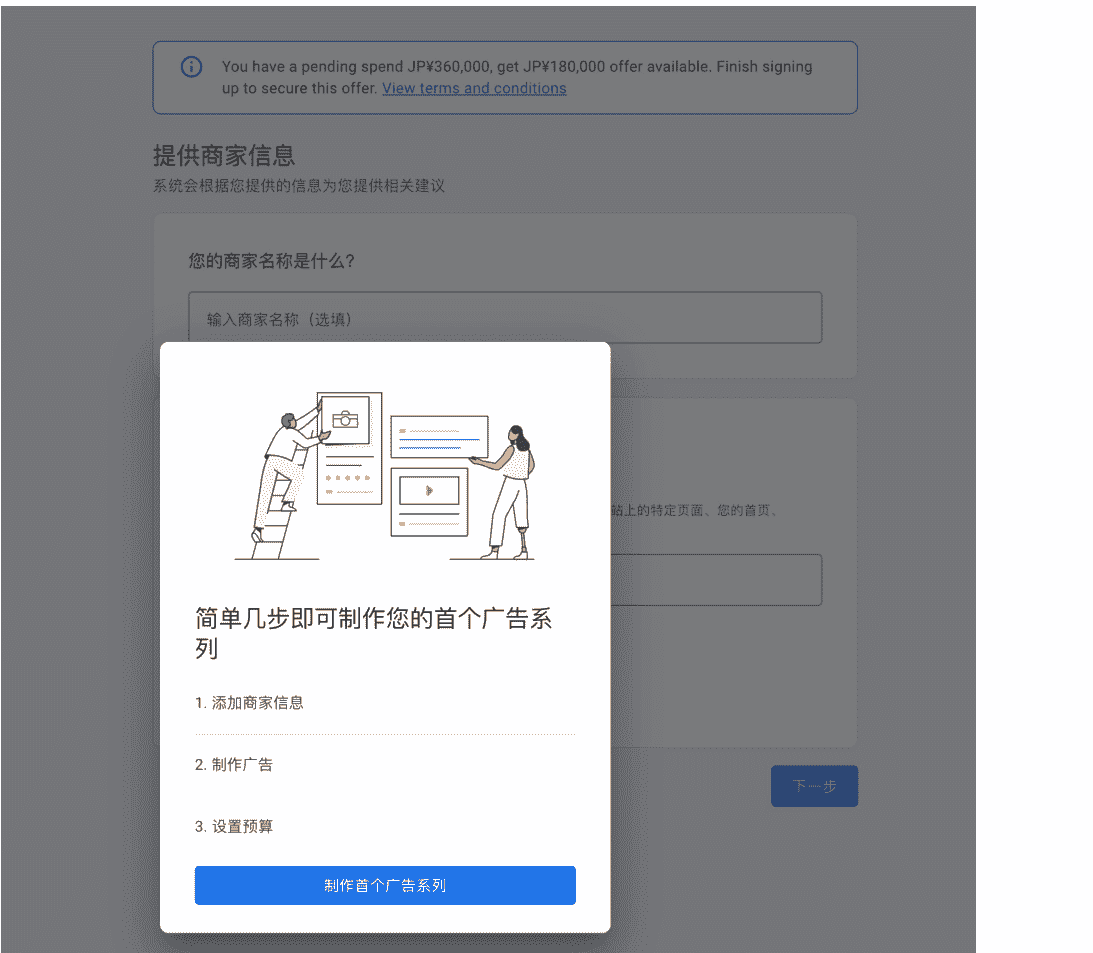 You have a pending spend JP¥360,000, get JP¥180,000 offer available. Finish signing
up to secure this offer. View terms and conditions
提供商家信息
系统会根据您提供的信息为您提供相关建议
您的商家名称是什么?
输入商家名称（选填）
站上的特定页面、您的首页、
简单几步即可制作您的首个广告系
列
1. 添加商家信息
2. 制作广告
3. 设置预算
制作首个广告系列
下一步